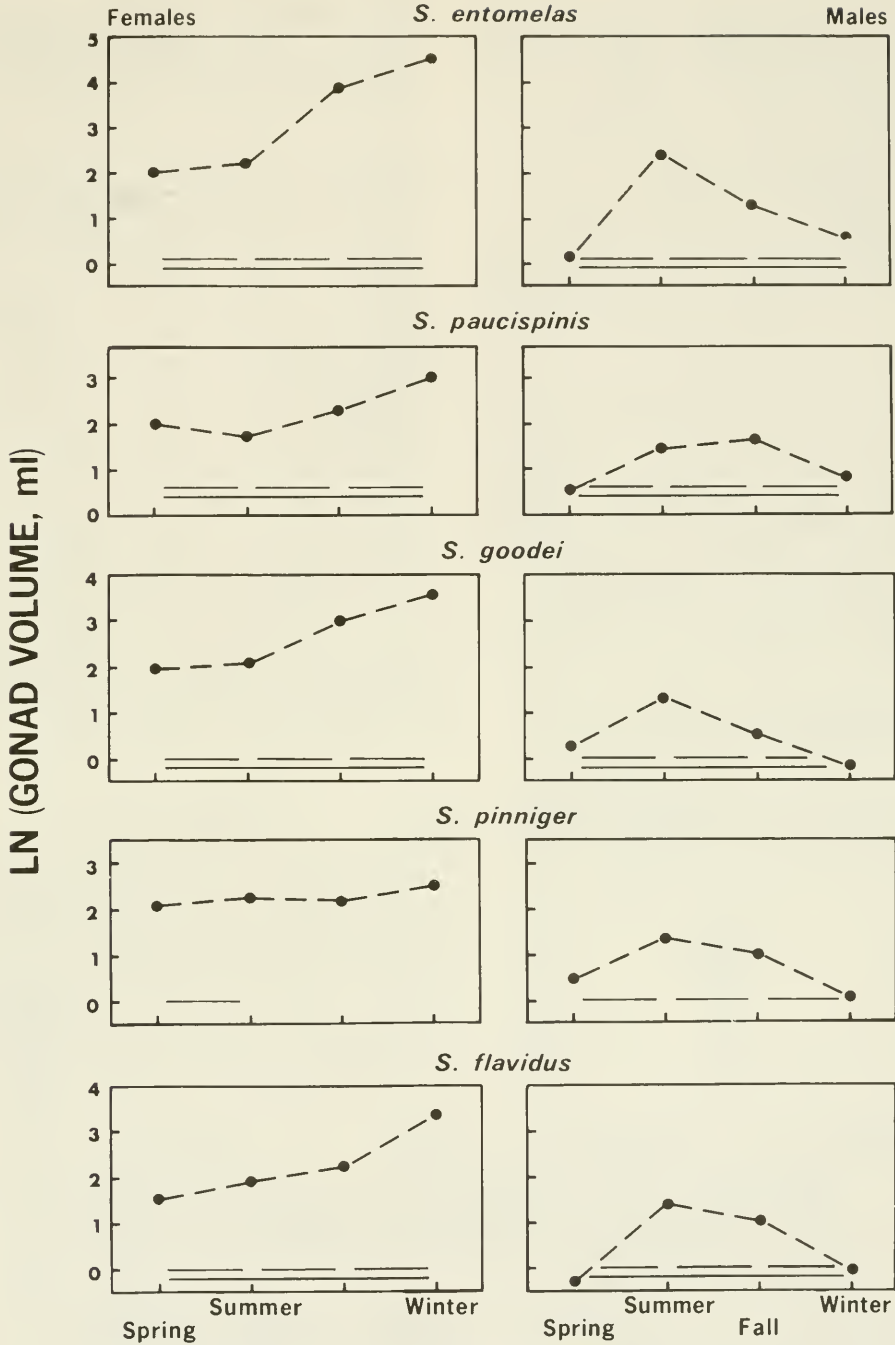 Females
S. entomelas
Males
5
4
3
2
1
0
S. paucispinis
3
2
1
0
S. goodei
4
3
2
1
0
S. pinniger
3
2
1
0
S. flavidus
4
3
2
1
0
LN (GONAD VOLUME, ml)
Spring
Summer
Winter
Spring
Summer
Fall
Winter